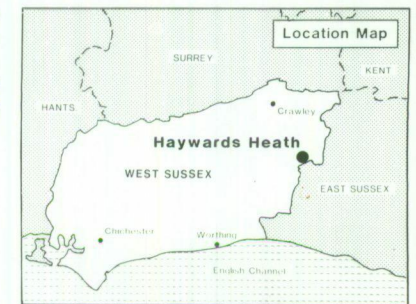 Location Map
SURREY
KENT
HANTS.
Crawley
Haywards Heath
WEST SUSSEX
EAST SUSSEX
Chichester
Worthing
English Channel